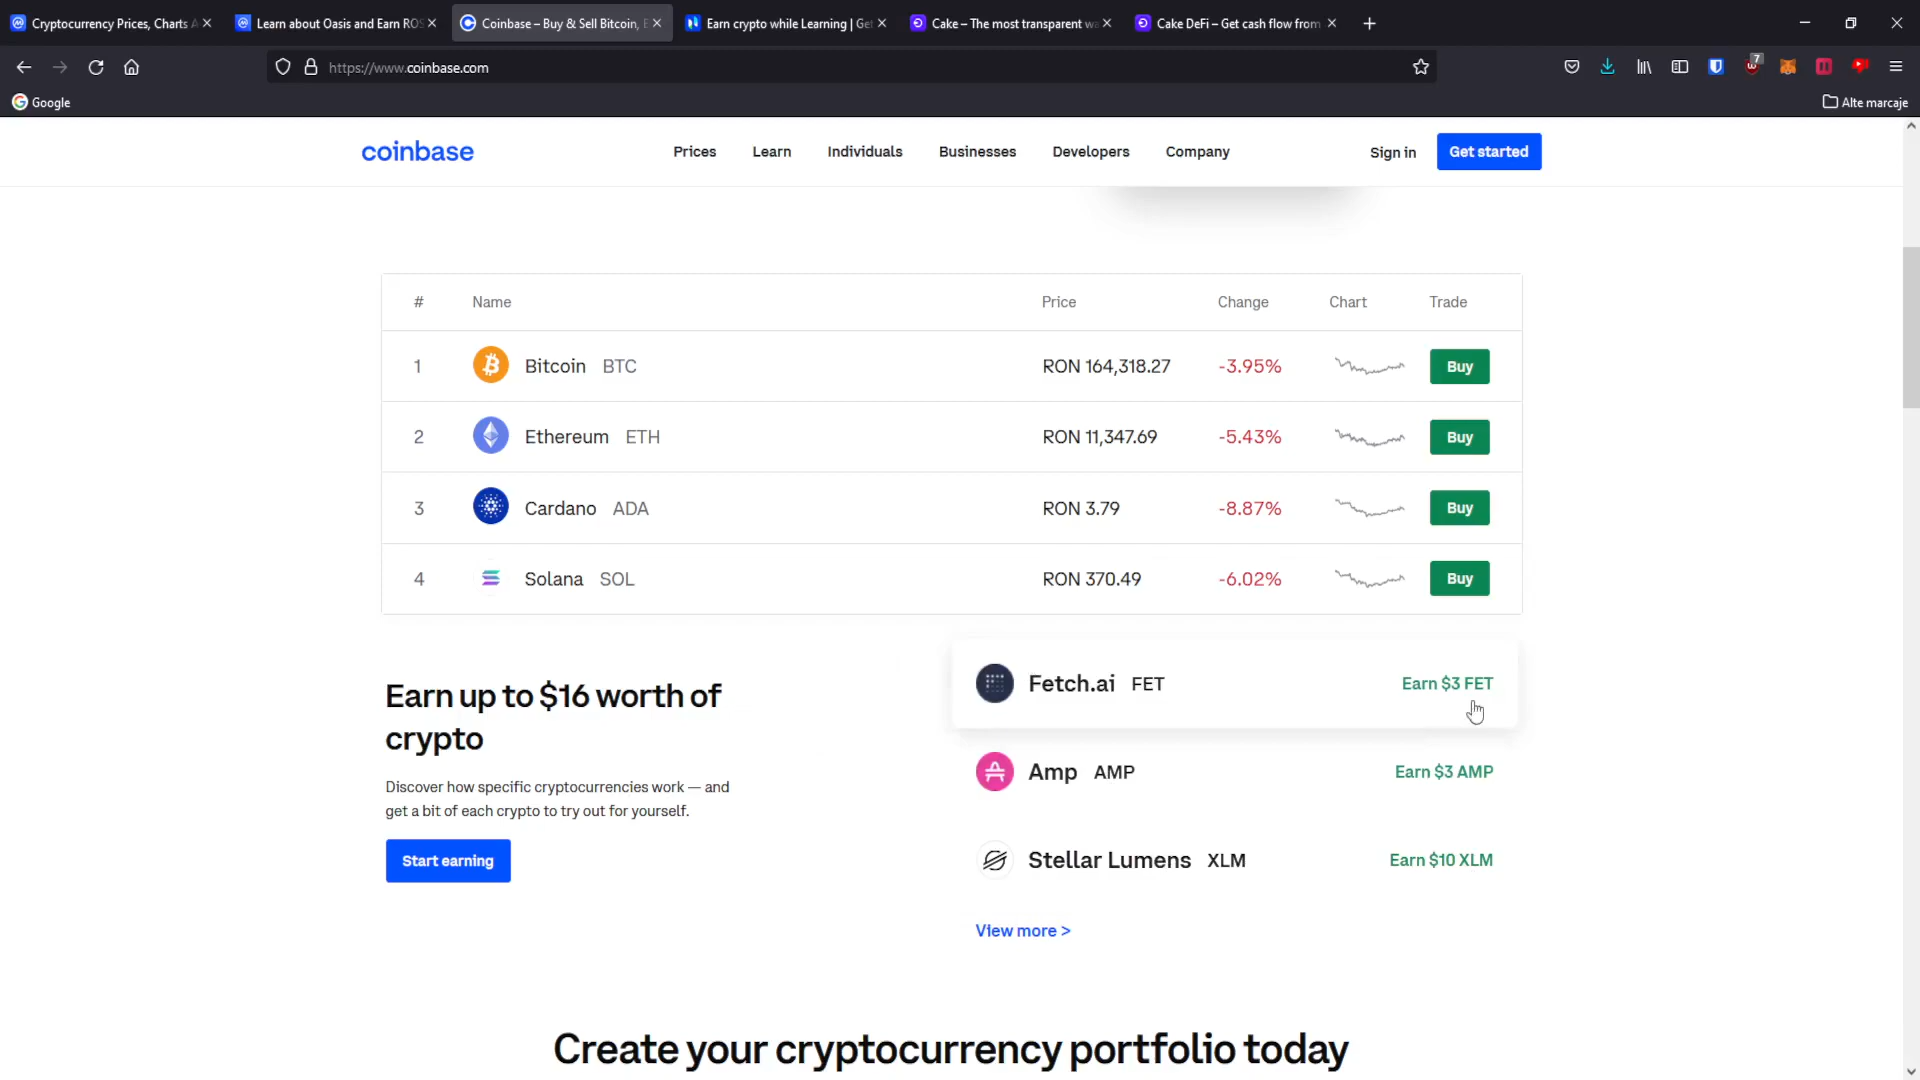 Cryptocurrency Prices, Charts A
Learn about Oasis and Earn ROS
Coinbase – Buy & Sell Bitcoin, E
Earn crypto while Learning | Get
Cake – The most transparent wa
Cake DeFi – Get cash flow from
https://www.coinbase.com
7
Google
Alte marcaje
coinbase
Prices
Learn
Individuals
Businesses
Developers
Company
Sign in
Get started
# Name Price Change Chart Trade
1 Bitcoin BTC RON 164,318.27 -3.95% Buy
2 Ethereum ETH RON 11,347.69 -5.43% Buy
3 Cardano ADA RON 3.79 -8.87% Buy
4 Solana SOL RON 370.49 -6.02% Buy
Earn up to $16 worth of
crypto
Discover how specific cryptocurrencies work — and
get a bit of each crypto to try out for yourself.
Start earning
Fetch.ai FET Earn $3 FET
Amp AMP Earn $3 AMP
Stellar Lumens XLM Earn $10 XLM
View more >
Create your cryptocurrency portfolio today